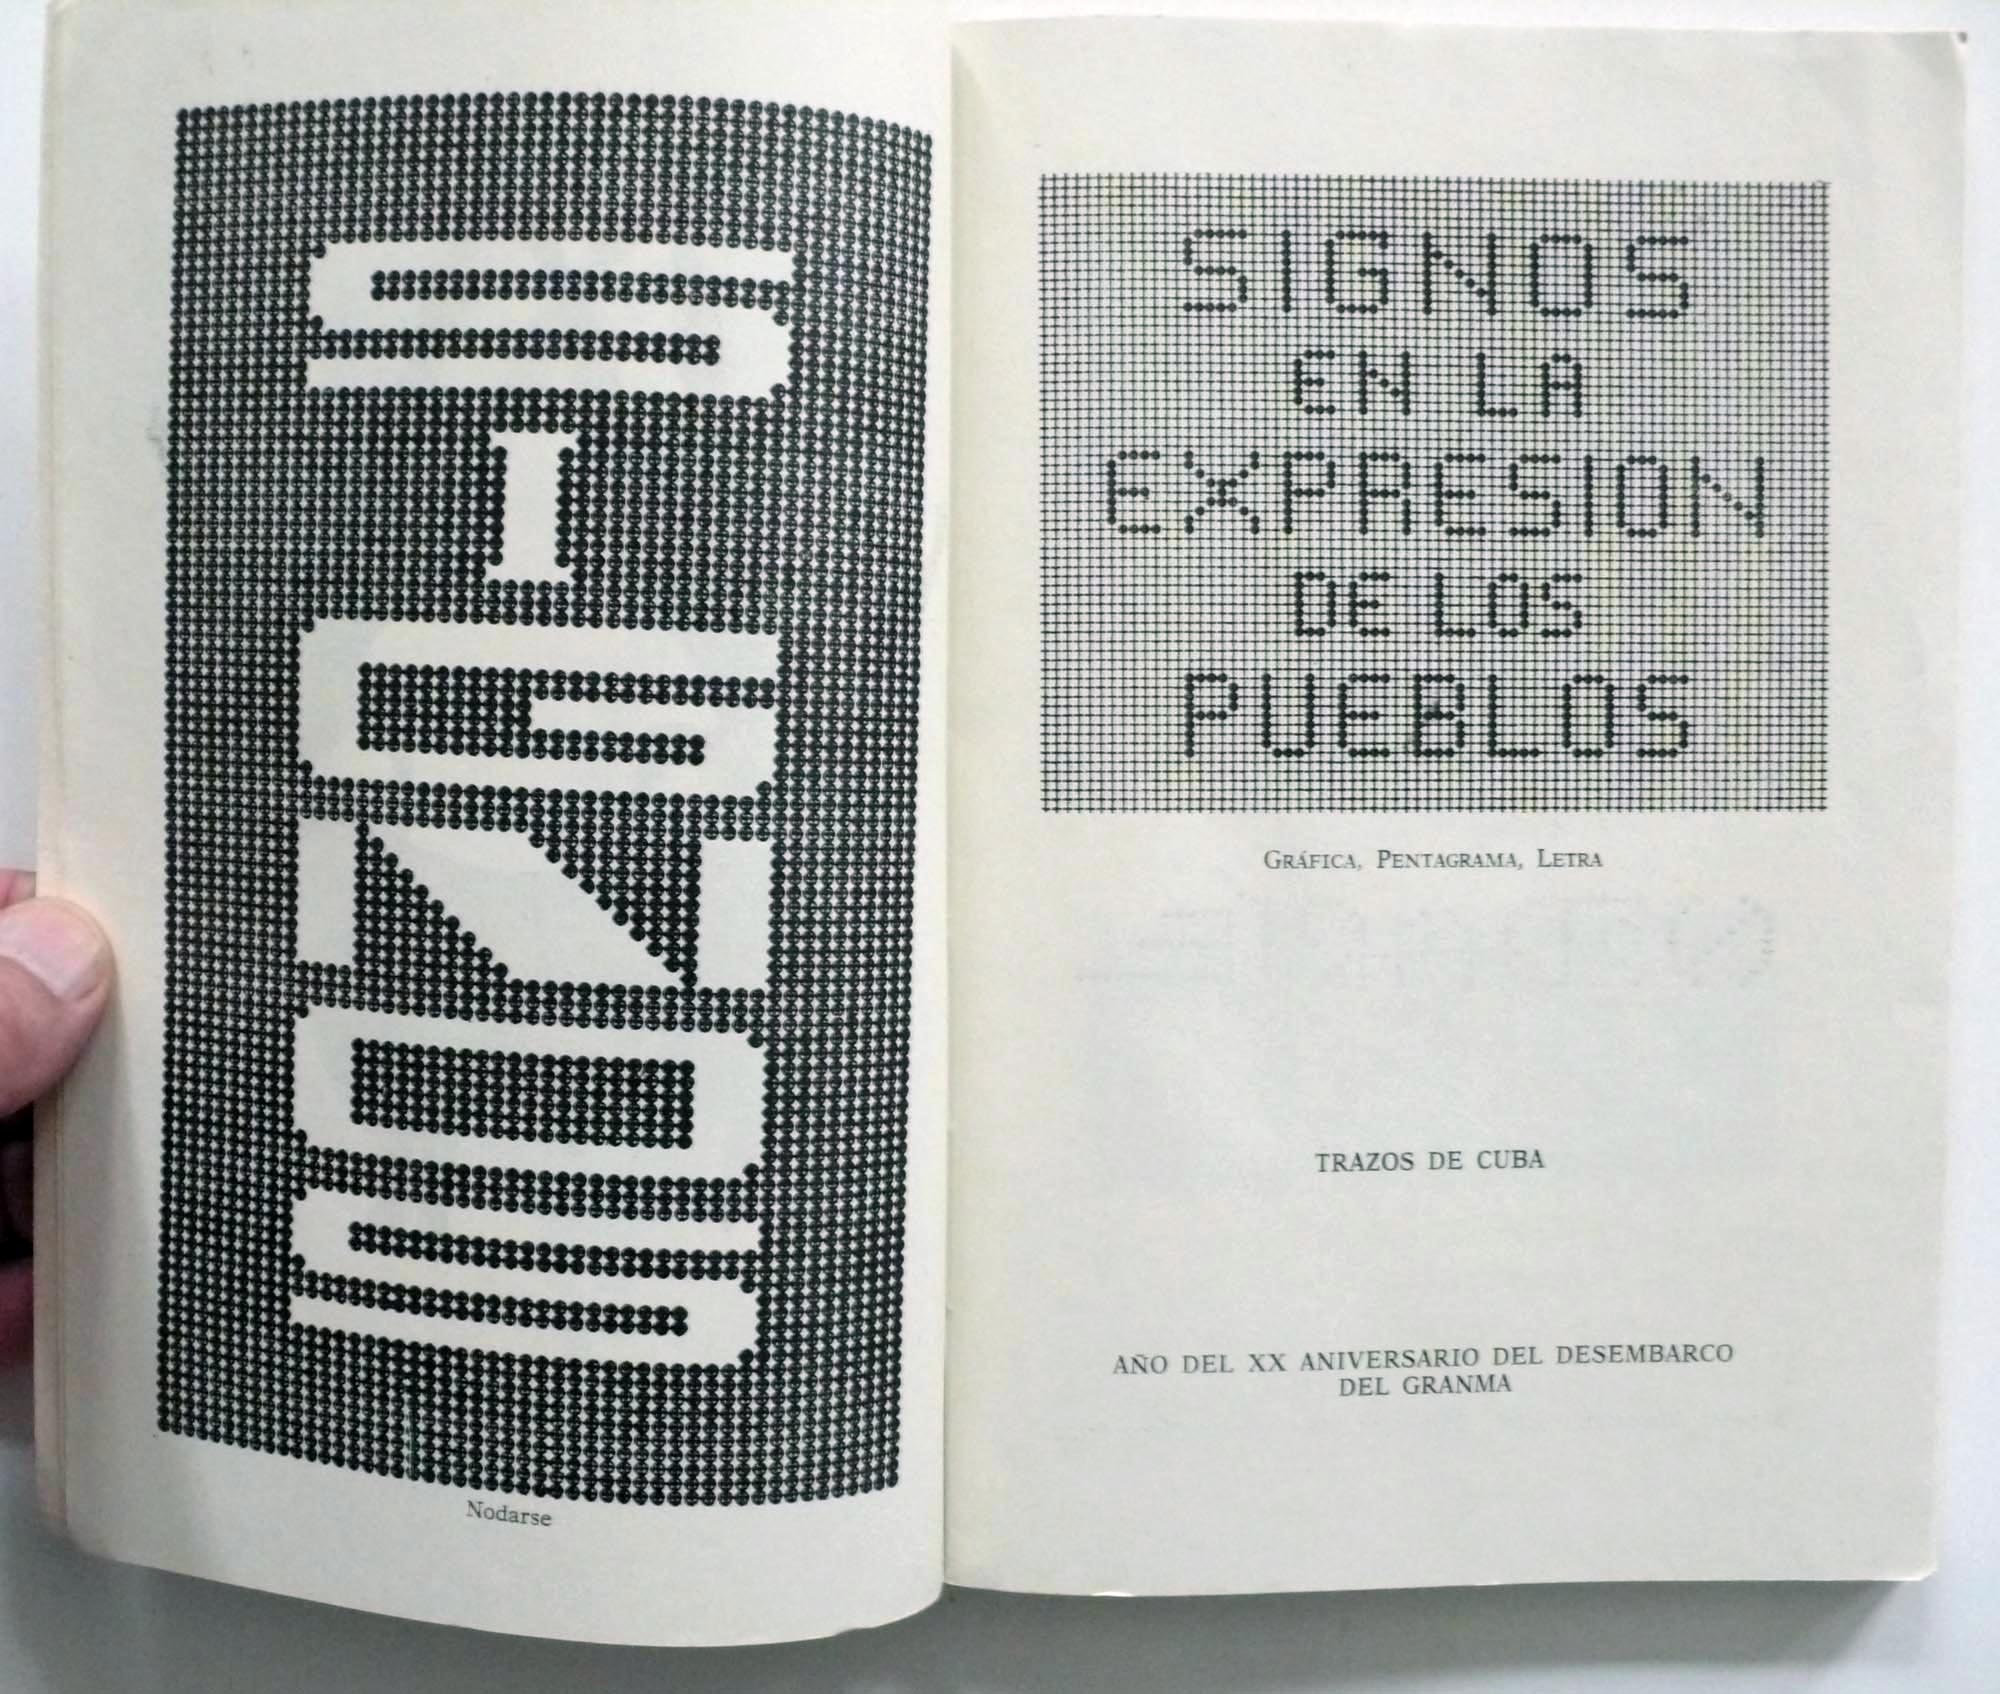 SIGNOS
Nodarse
SIGNOS
EN LA
EXPRESION
DE LOS
PUEBLOS
GRÁFICA, PENTAGRAMA, LETRA
TRAZOS DE CUBA
AÑO DEL XX ANIVERSARIO DEL DESEMBARCO
DEL GRANMA